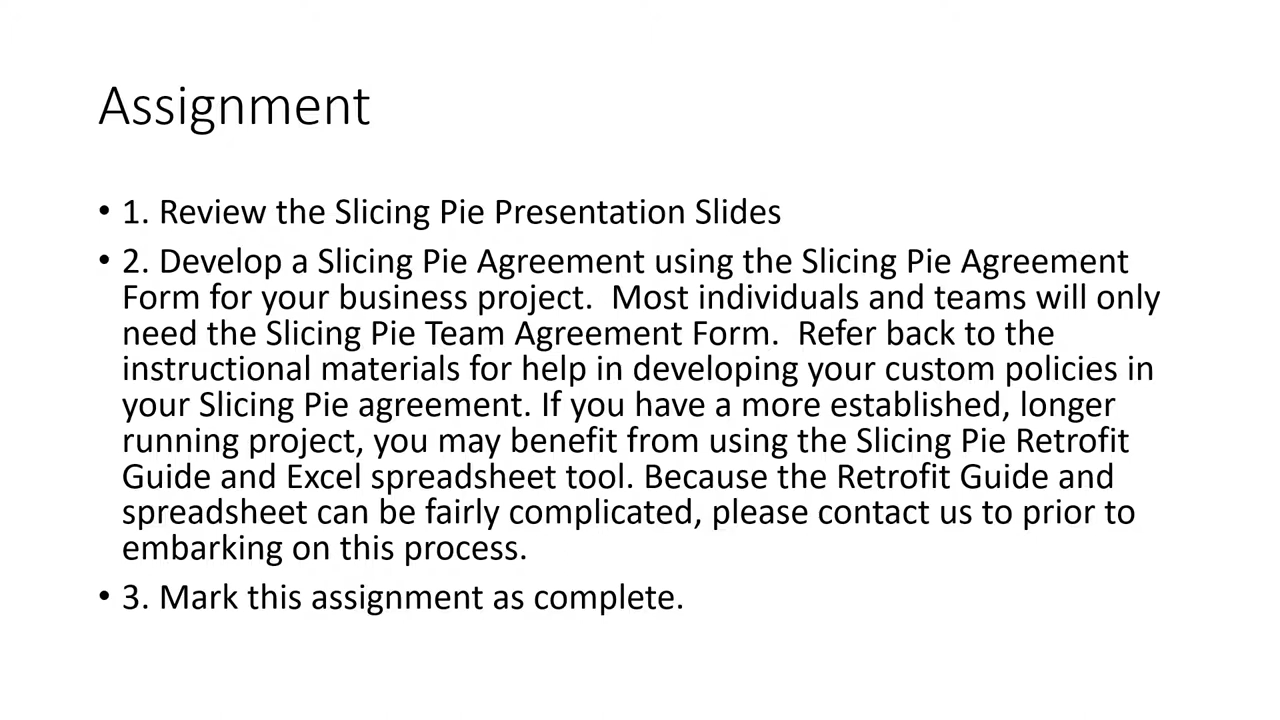 Assignment
• 1. Review the Slicing Pie Presentation Slides
• 2. Develop a Slicing Pie Agreement using the Slicing Pie Agreement
Form for your business project.  Most individuals and teams will only
need the Slicing Pie Team Agreement Form.  Refer back to the
instructional materials for help in developing your custom policies in
your Slicing Pie agreement. If you have a more established, longer
running project, you may benefit from using the Slicing Pie Retrofit
Guide and Excel spreadsheet tool. Because the Retrofit Guide and
spreadsheet can be fairly complicated, please contact us to prior to
embarking on this process.
• 3. Mark this assignment as complete.